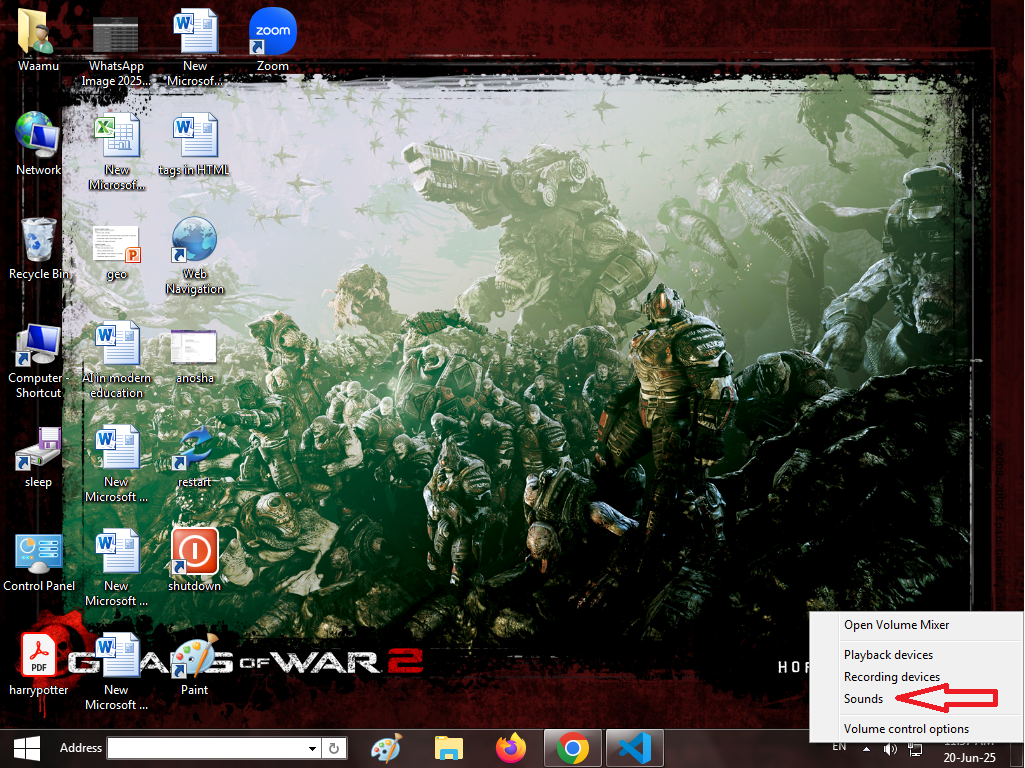 Waamu
WhatsApp
Image 2025...
New
Microsof...
Zoom
zoom
Network
New
Microsof...
tags in HTML
Recycle Bin
geo
Web
Navigation
Computer -
Shortcut
AI in modern
education
anosha
sleep
New
Microsoft ...
restart
Control Panel
New
Microsoft ...
shutdown
PDF
harrypotter
New
Microsoft ...
Paint
OF WAR 2
HOR
Open Volume Mixer
Playback devices
Recording devices
Sounds
Volume control options
Address
EN
20-Jun-25